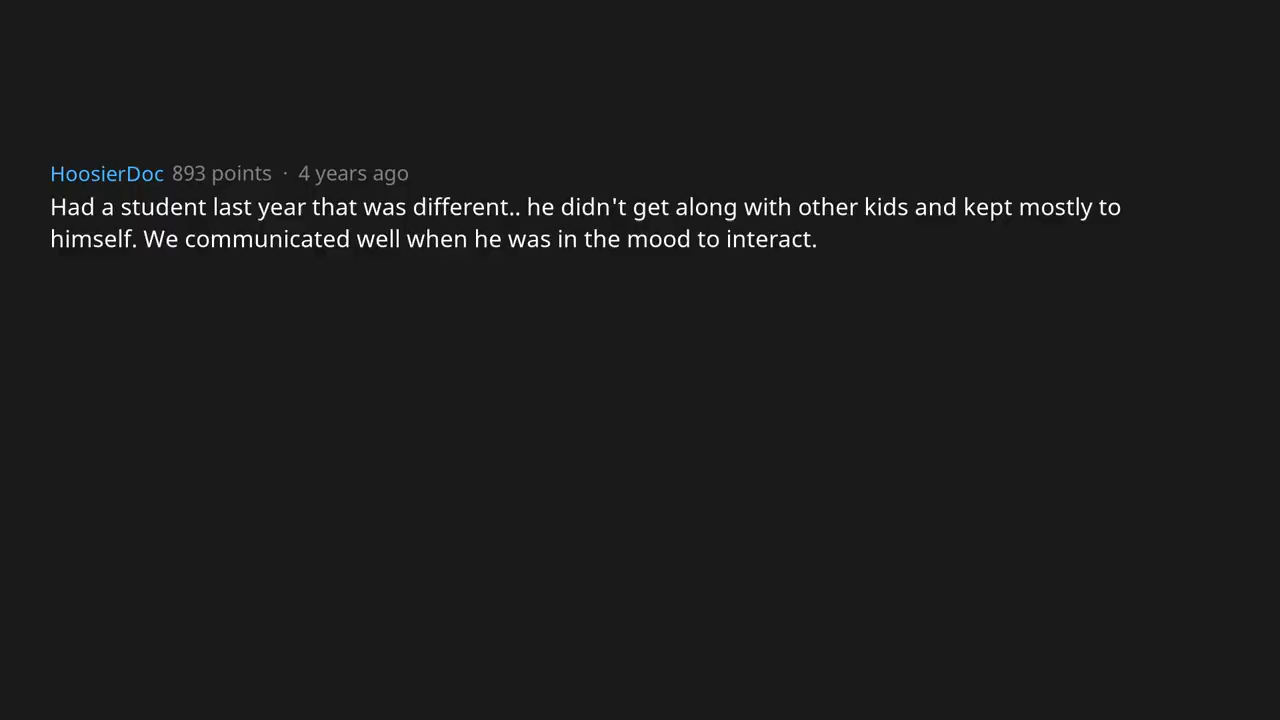 HoosierDoc 893 points · 4 years ago
Had a student last year that was different.. he didn't get along with other kids and kept mostly to
himself. We communicated well when he was in the mood to interact.